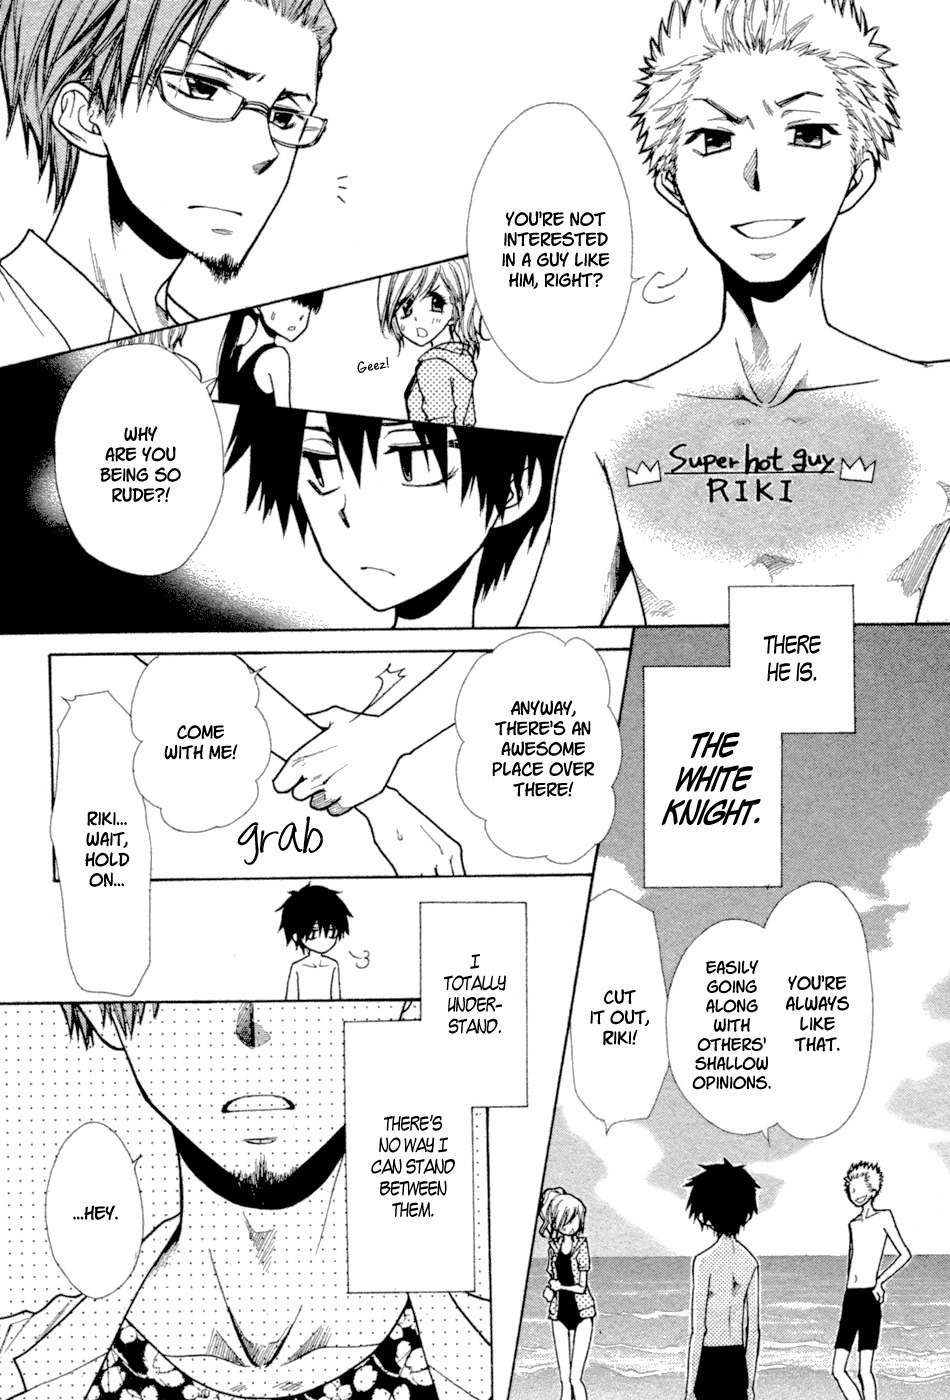 YOU'RE NOT
INTERESTED
IN A GUY LIKE
HIM, RIGHT?
Super hot guy
RIKI
Geez!
WHY
ARE YOU
BEING SO
RUDE?!
THERE
HE IS.
THE
WHITE
KNIGHT.
YOU'RE
ALWAYS
LIKE
THAT.
EASILY
GOING
ALONG
WITH
OTHERS'
SHALLOW
OPINIONS.
CUT
IT OUT,
RIKI!
ANYWAY,
THERE'S AN
AWESOME
PLACE OVER
THERE!
COME
WITH ME!
grab
RIKI...
WAIT,
HOLD
ON...
I
TOTALLY
UNDER-
STAND.
THERE'S
NO WAY I
CAN STAND
BETWEEN
THEM.
...HEY.